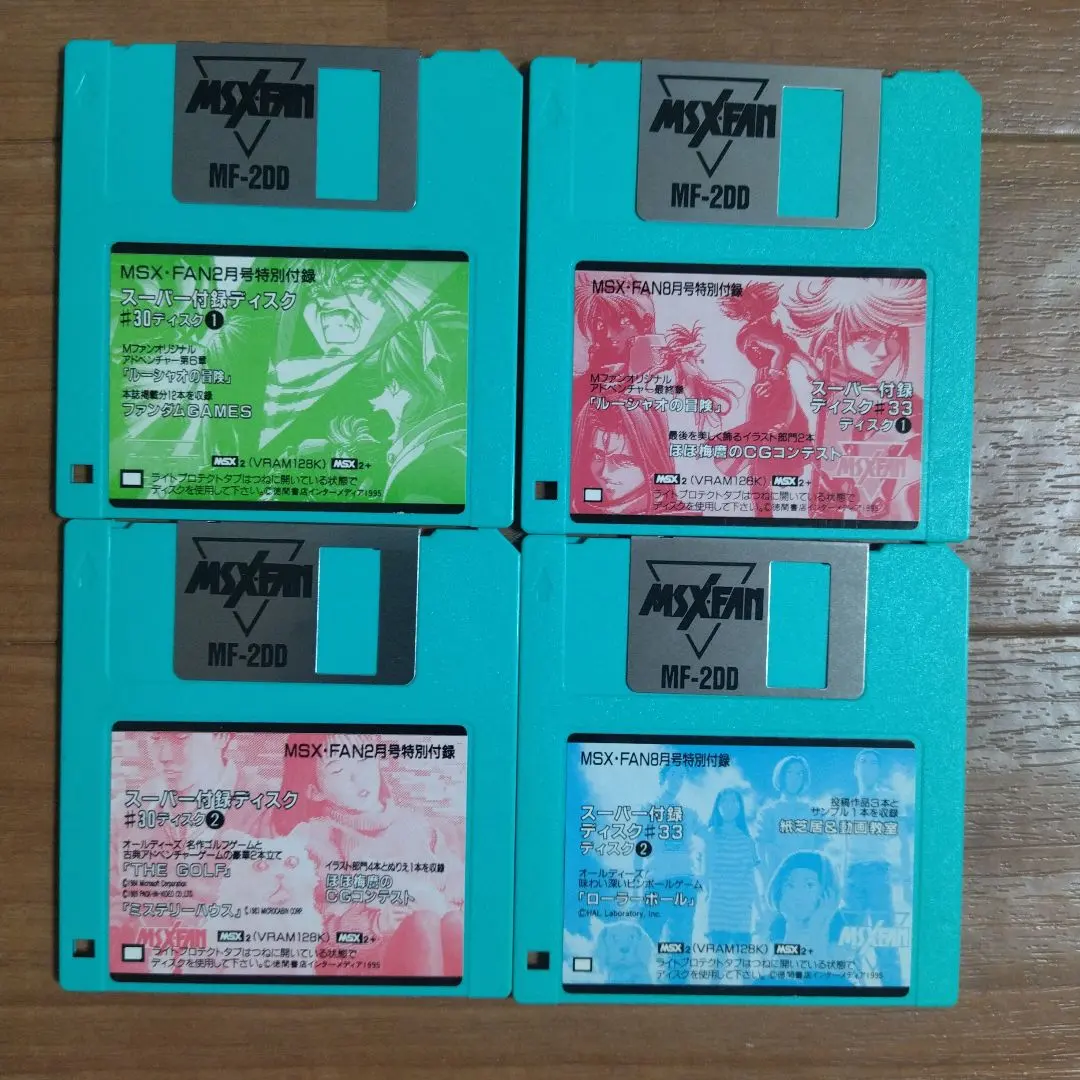 MSX·FAN
MF-2DD
MSX・FAN2月号特別付録
スーパー付録ディスク
#30ディスク❶
Mファンオリジナル
アドベンチャー第6章
「ルーシャオの冒険」
本誌掲載分12本を収録
ファンダムGAMES
MSX2(VRAM128K) MSX2+
ライトプロテクトタブはつねに開いている状態で
ディスクを使用して下さい。©徳間書店インターメディア1995
MSX·FAN
MF-2DD
MSX・FAN8月号特別付録
Mファンオリジナル
アドベンチャー最終章
「ルーシャオの冒険」
スーパー付録
ディスク#33
ディスク❶
最後を美しく飾るイラスト部門2本
ほほ梅麿のCGコンテスト
MSX·FAN
MSX2(VRAM128K) MSX2+
ライトプロテクトタブはつねに開いている状態で
ディスクを使用して下さい。©徳間書店インターメディア1995
MSX·FAN
MF-2DD
MSX・FAN2月号特別付録
スーパー付録ディスク
#30ディスク❷
オールディーズ/名作ゴルフゲームと
古典アドベンチャーゲームの豪華2本立て
「THE GOLF」
©1984 Microsoft Corporation
©1985 PACK-IN-VIDEO CO.,LTD.
「ミステリーハウス」©1983 MICROCABIN CORP
イラスト部門4本とぬりえ1本を収録
ほほ梅麿の
CGコンテスト
MSX·FAN
MSX2(VRAM128K) MSX2+
ライトプロテクトタブはつねに開いている状態で
ディスクを使用して下さい。©徳間書店インターメディア1995
MSX·FAN
MF-2DD
MSX・FAN8月号特別付録
スーパー付録
ディスク#33
ディスク❷
投稿作品3本と
サンプル1本を収録
紙芝居&動画教室
オールディーズ/
味わい深いピンボールゲーム
「ローラーボール」
©HAL Laboratory, Inc.
MSX·FAN
MSX2(VRAM128K) MSX2+
ライトプロテクトタブはつねに開いている状態で
ディスクを使用して下さい。©徳間書店インターメディア1995